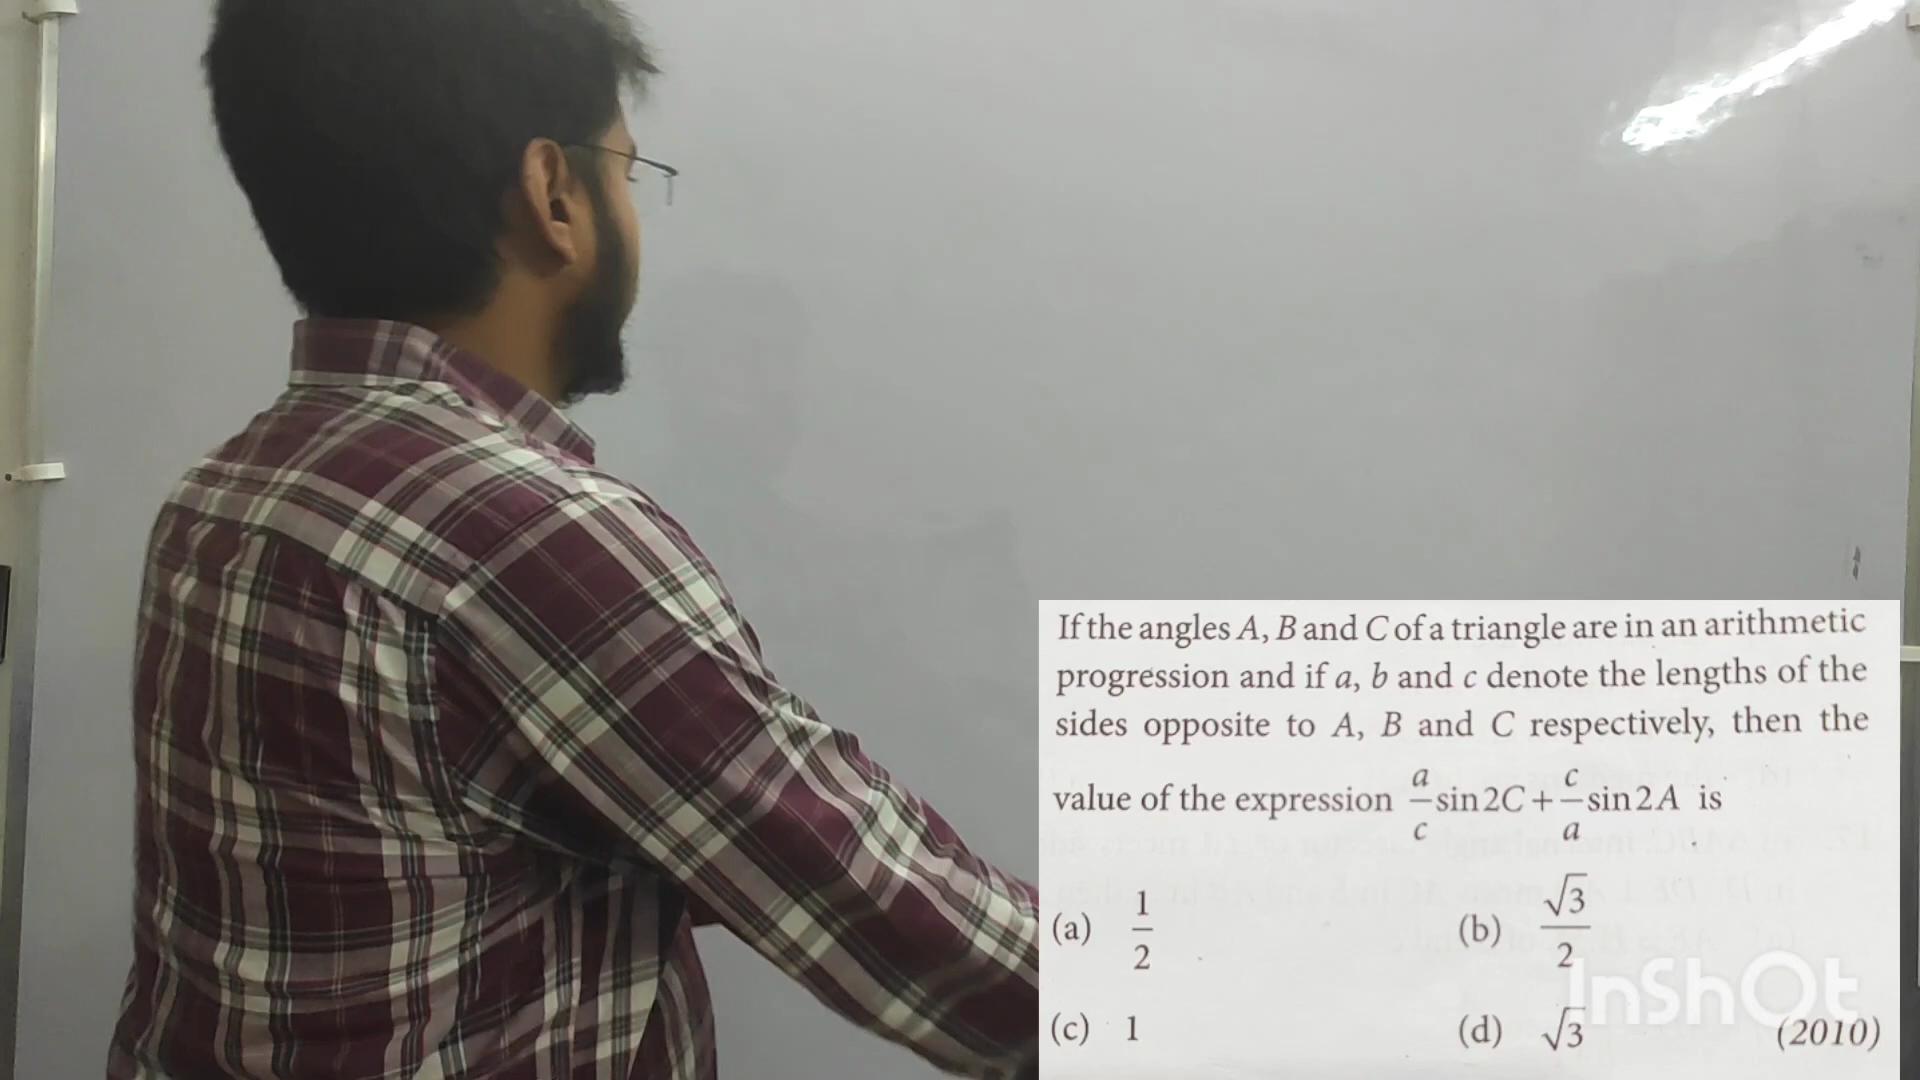 If the angles A, B and C of a triangle are in an arithmetic
progression and if a, b and c denote the lengths of the
sides opposite to A, B and C respectively, then the
value of the expression a/c sin2C + c/a sin2A is
(a) 1/2 (b) √3/2
(c) 1 (d) √3 (2010)
InShOt